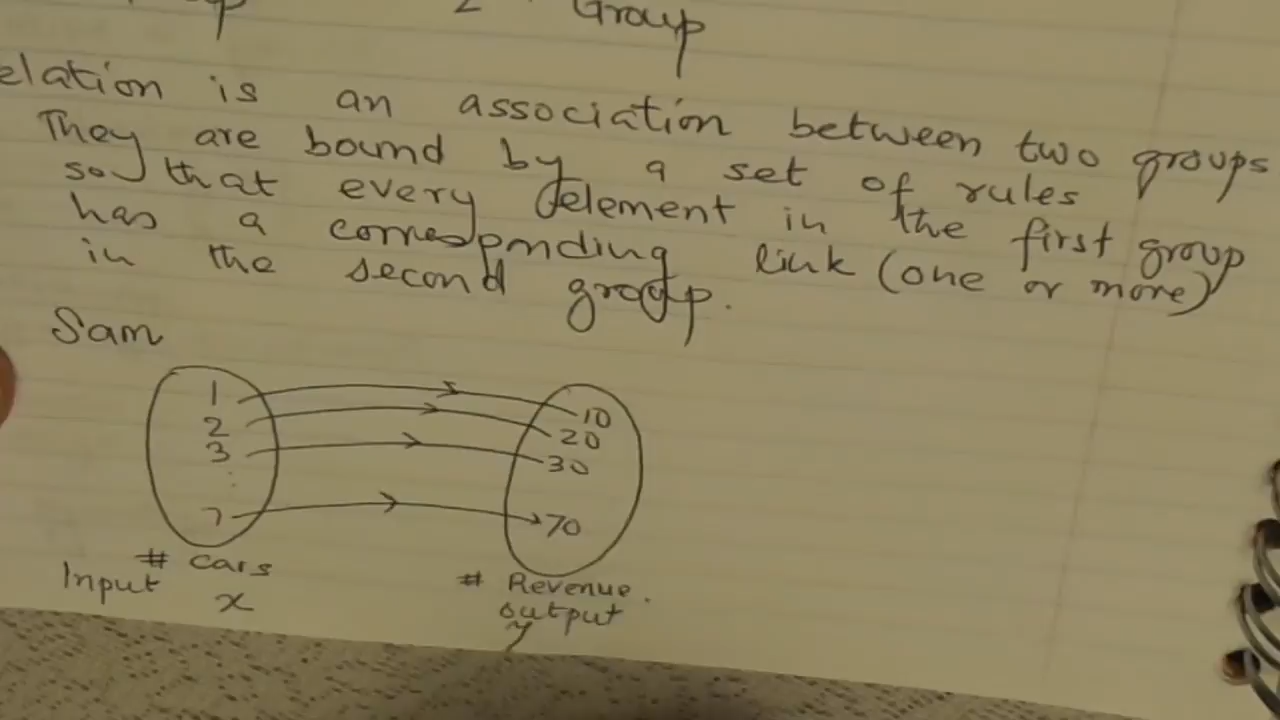 2 Group
elation is an association between two groups
They are bound by a set of rules
so that every element in the first group
has a corresponding link (one or more)
in the second group.
Sam
1 10
2 20
3 30
7 70
# cars # Revenue.
Input output
x y